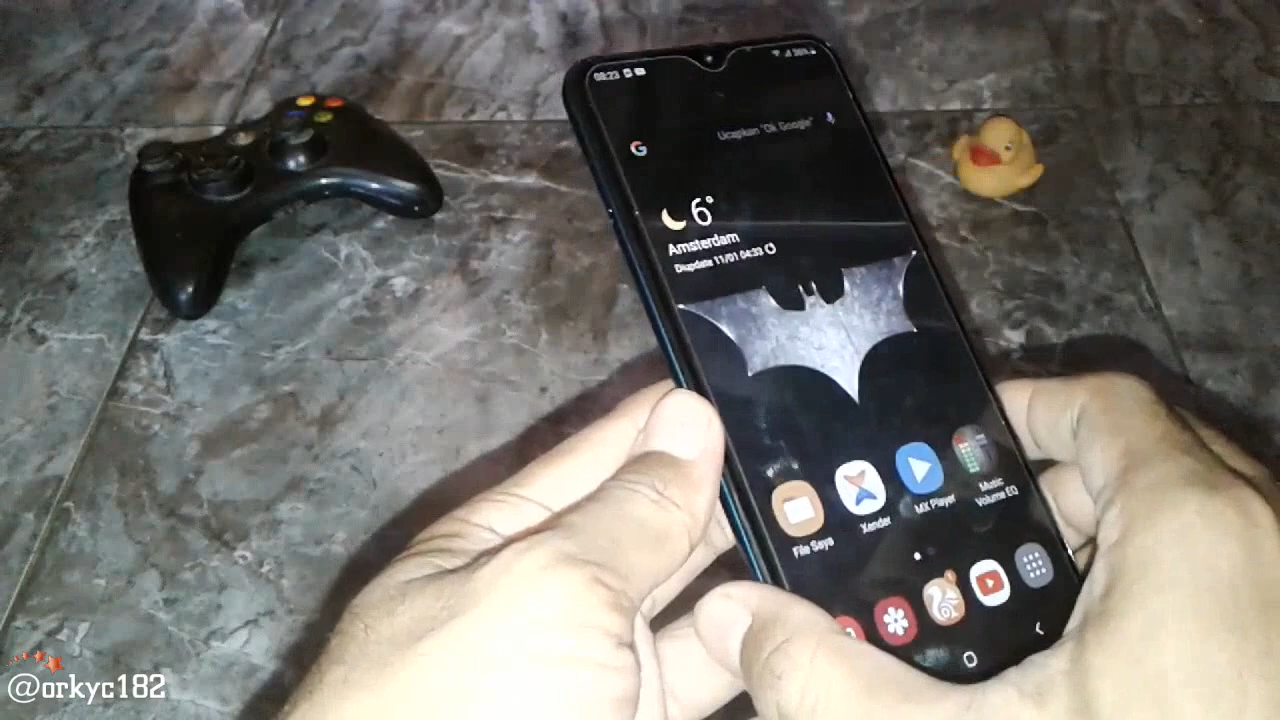 08:23
36%
G
Ucapkan "Ok Google"
6°
Amsterdam
Diupdate 11/01 04:33
File Saya
Xender
MX Player
Music
Volume EQ
@orkyc182